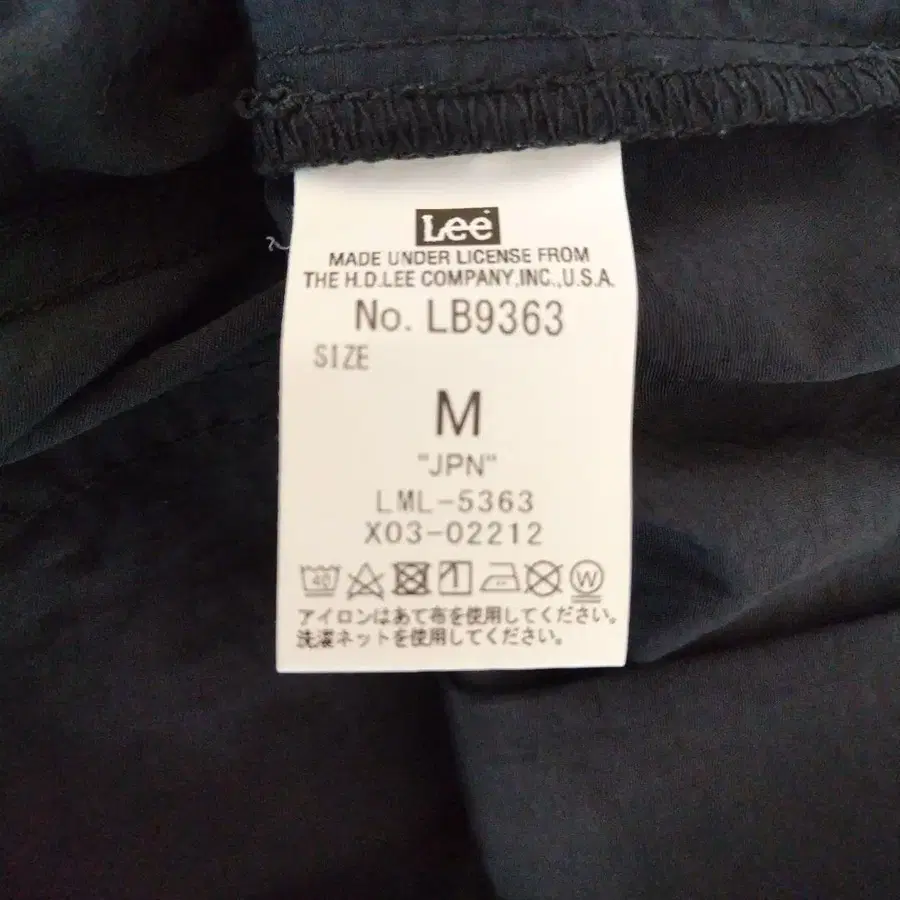 Lee
MADE UNDER LICENSE FROM
THE H.D.LEE COMPANY,INC.,U.S.A.
No. LB9363
SIZE
M
"JPN"
LML-5363
X03-02212
40 W
アイロンはあて布を使用してください。
洗濯ネットを使用してください。